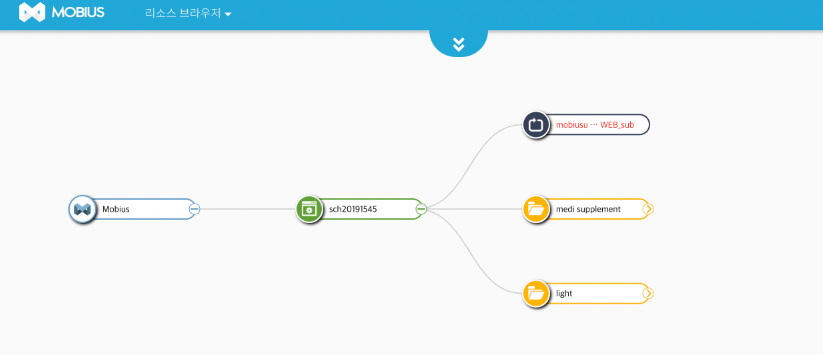 MOBIUS
리소스 브라우저
mobiusu ··· WEB_sub
Mobius
sch20191545
medi supplement
light